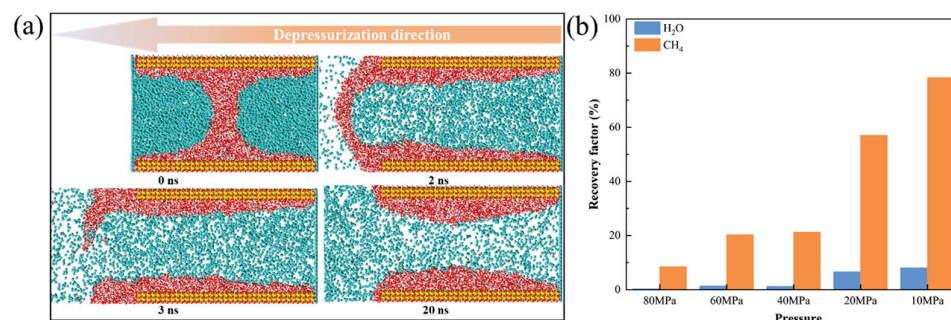 (a)
Depressurization direction
0 ns
2 ns
3 ns
20 ns
(b)
H₂O
CH₄
Recovery factor (%)
100
80
60
40
20
0
80MPa
60MPa
40MPa
20MPa
10MPa
Pressure